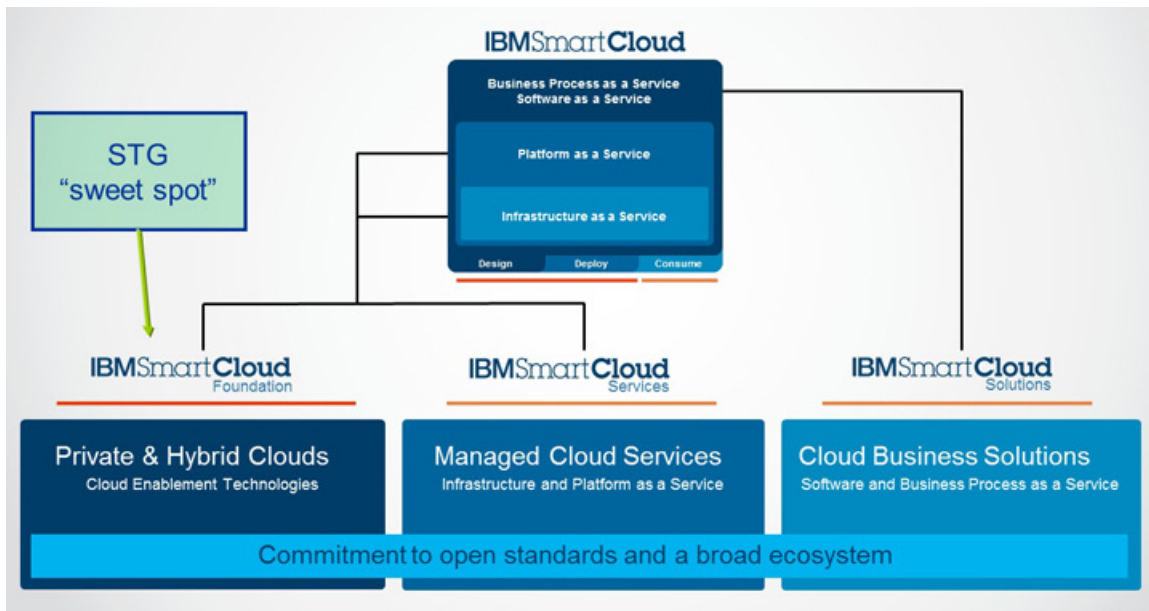 IBMSmartCloud
Business Process as a Service
Software as a Service
Platform as a Service
Infrastructure as a Service
Design Deploy Consume
STG
“sweet spot”
IBMSmartCloud
Foundation
IBMSmartCloud
Services
IBMSmartCloud
Solutions
Private & Hybrid Clouds
Cloud Enablement Technologies
Managed Cloud Services
Infrastructure and Platform as a Service
Cloud Business Solutions
Software and Business Process as a Service
Commitment to open standards and a broad ecosystem